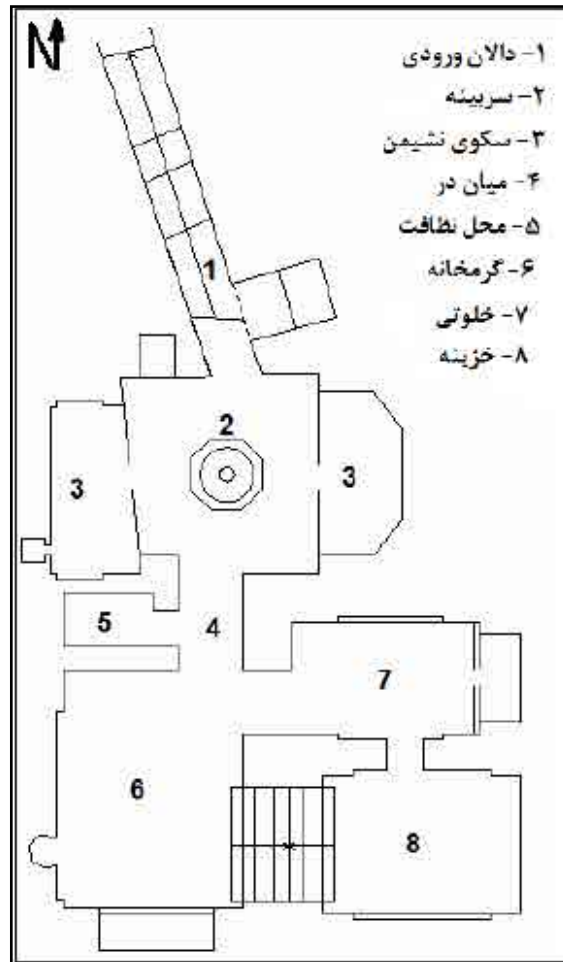 N
۱- دالان ورودی
۲- سربینه
۳- سکوی نشیمن
۴- میان در
۵- محل نظافت
۶- گرمخانه
۷- خلوتی
۸- خزینه
1
2
3
3
5
4
7
6
8